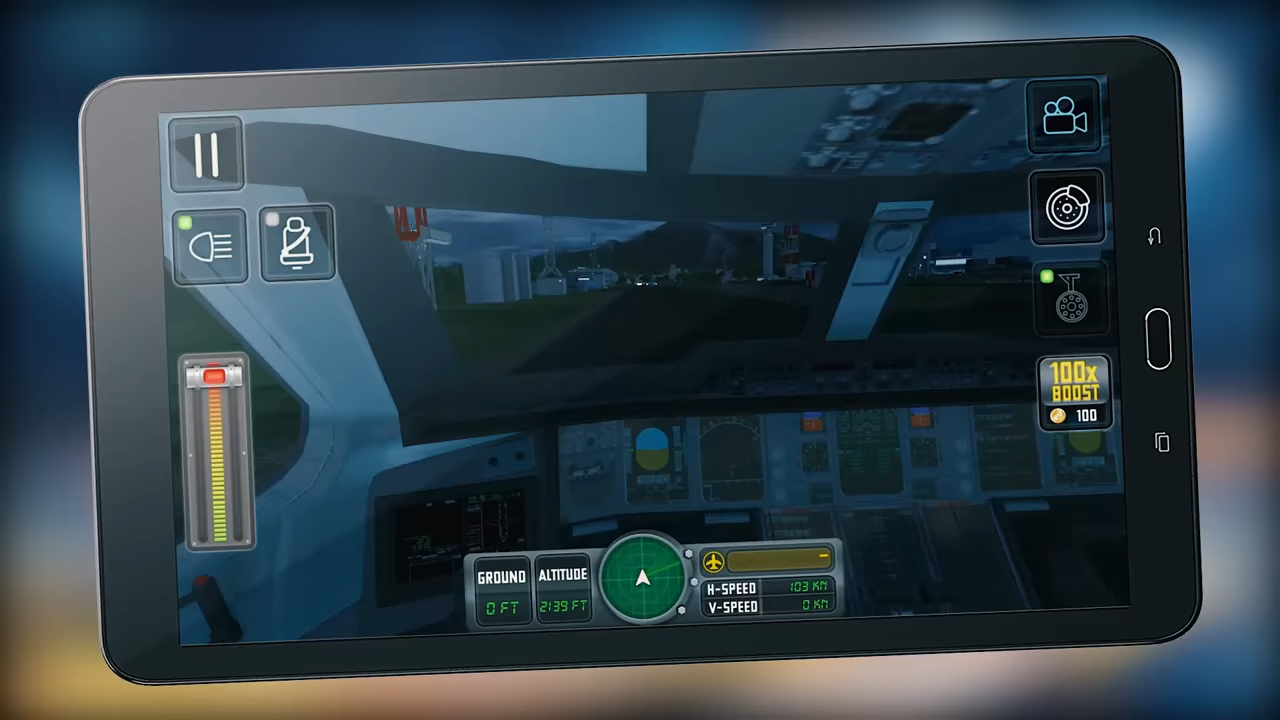 100x
BOOST
100
GROUND
0 FT
ALTITUDE
2139 FT
H-SPEED
103 KN
V-SPEED
0 KN